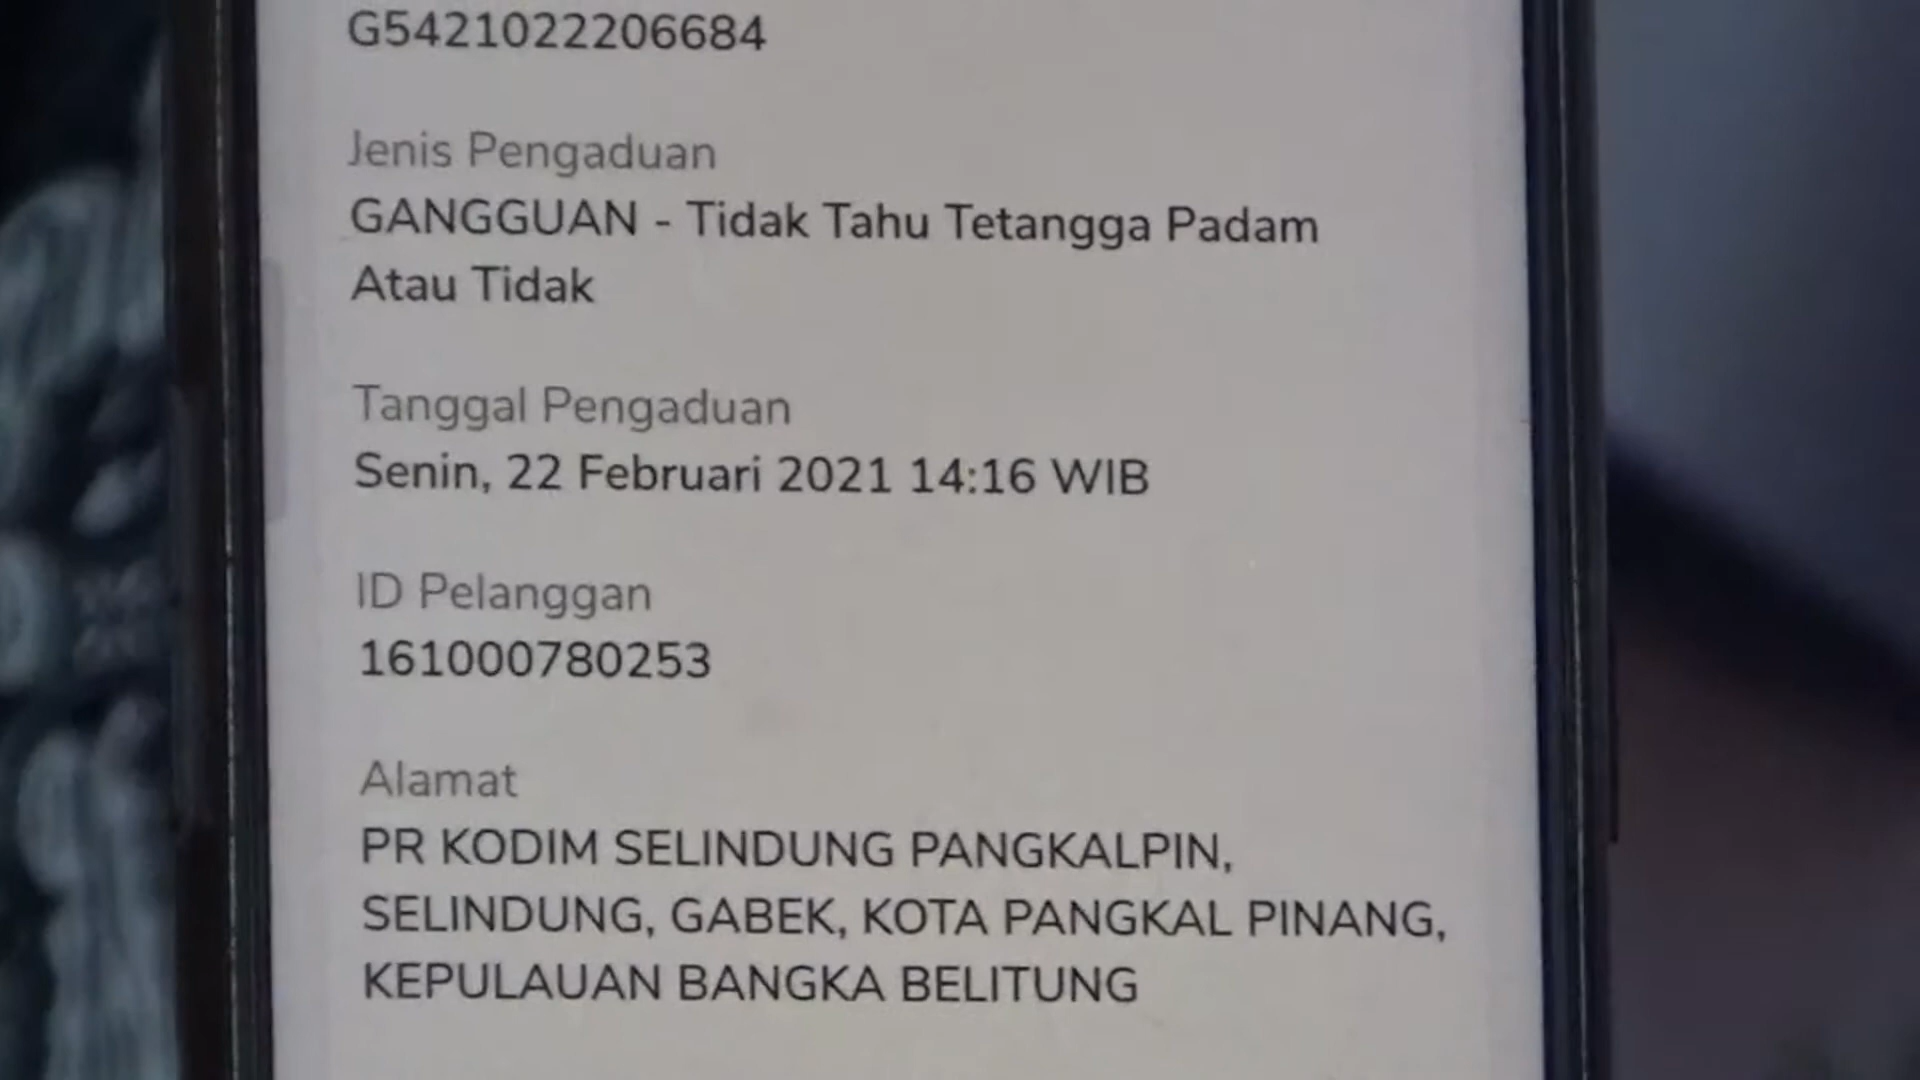 G5421022206684
Jenis Pengaduan
GANGGUAN - Tidak Tahu Tetangga Padam
Atau Tidak
Tanggal Pengaduan
Senin, 22 Februari 2021 14:16 WIB
ID Pelanggan
161000780253
Alamat
PR KODIM SELINDUNG PANGKALPIN,
SELINDUNG, GABEK, KOTA PANGKAL PINANG,
KEPULAUAN BANGKA BELITUNG